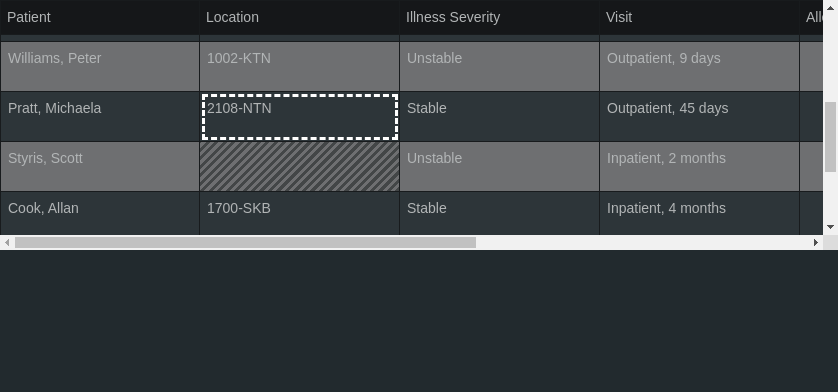 Patient Location Illness Severity Visit All
Williams, Peter 1002-KTN Unstable Outpatient, 9 days
Pratt, Michaela 2108-NTN Stable Outpatient, 45 days
Styris, Scott Unstable Inpatient, 2 months
Cook, Allan 1700-SKB Stable Inpatient, 4 months